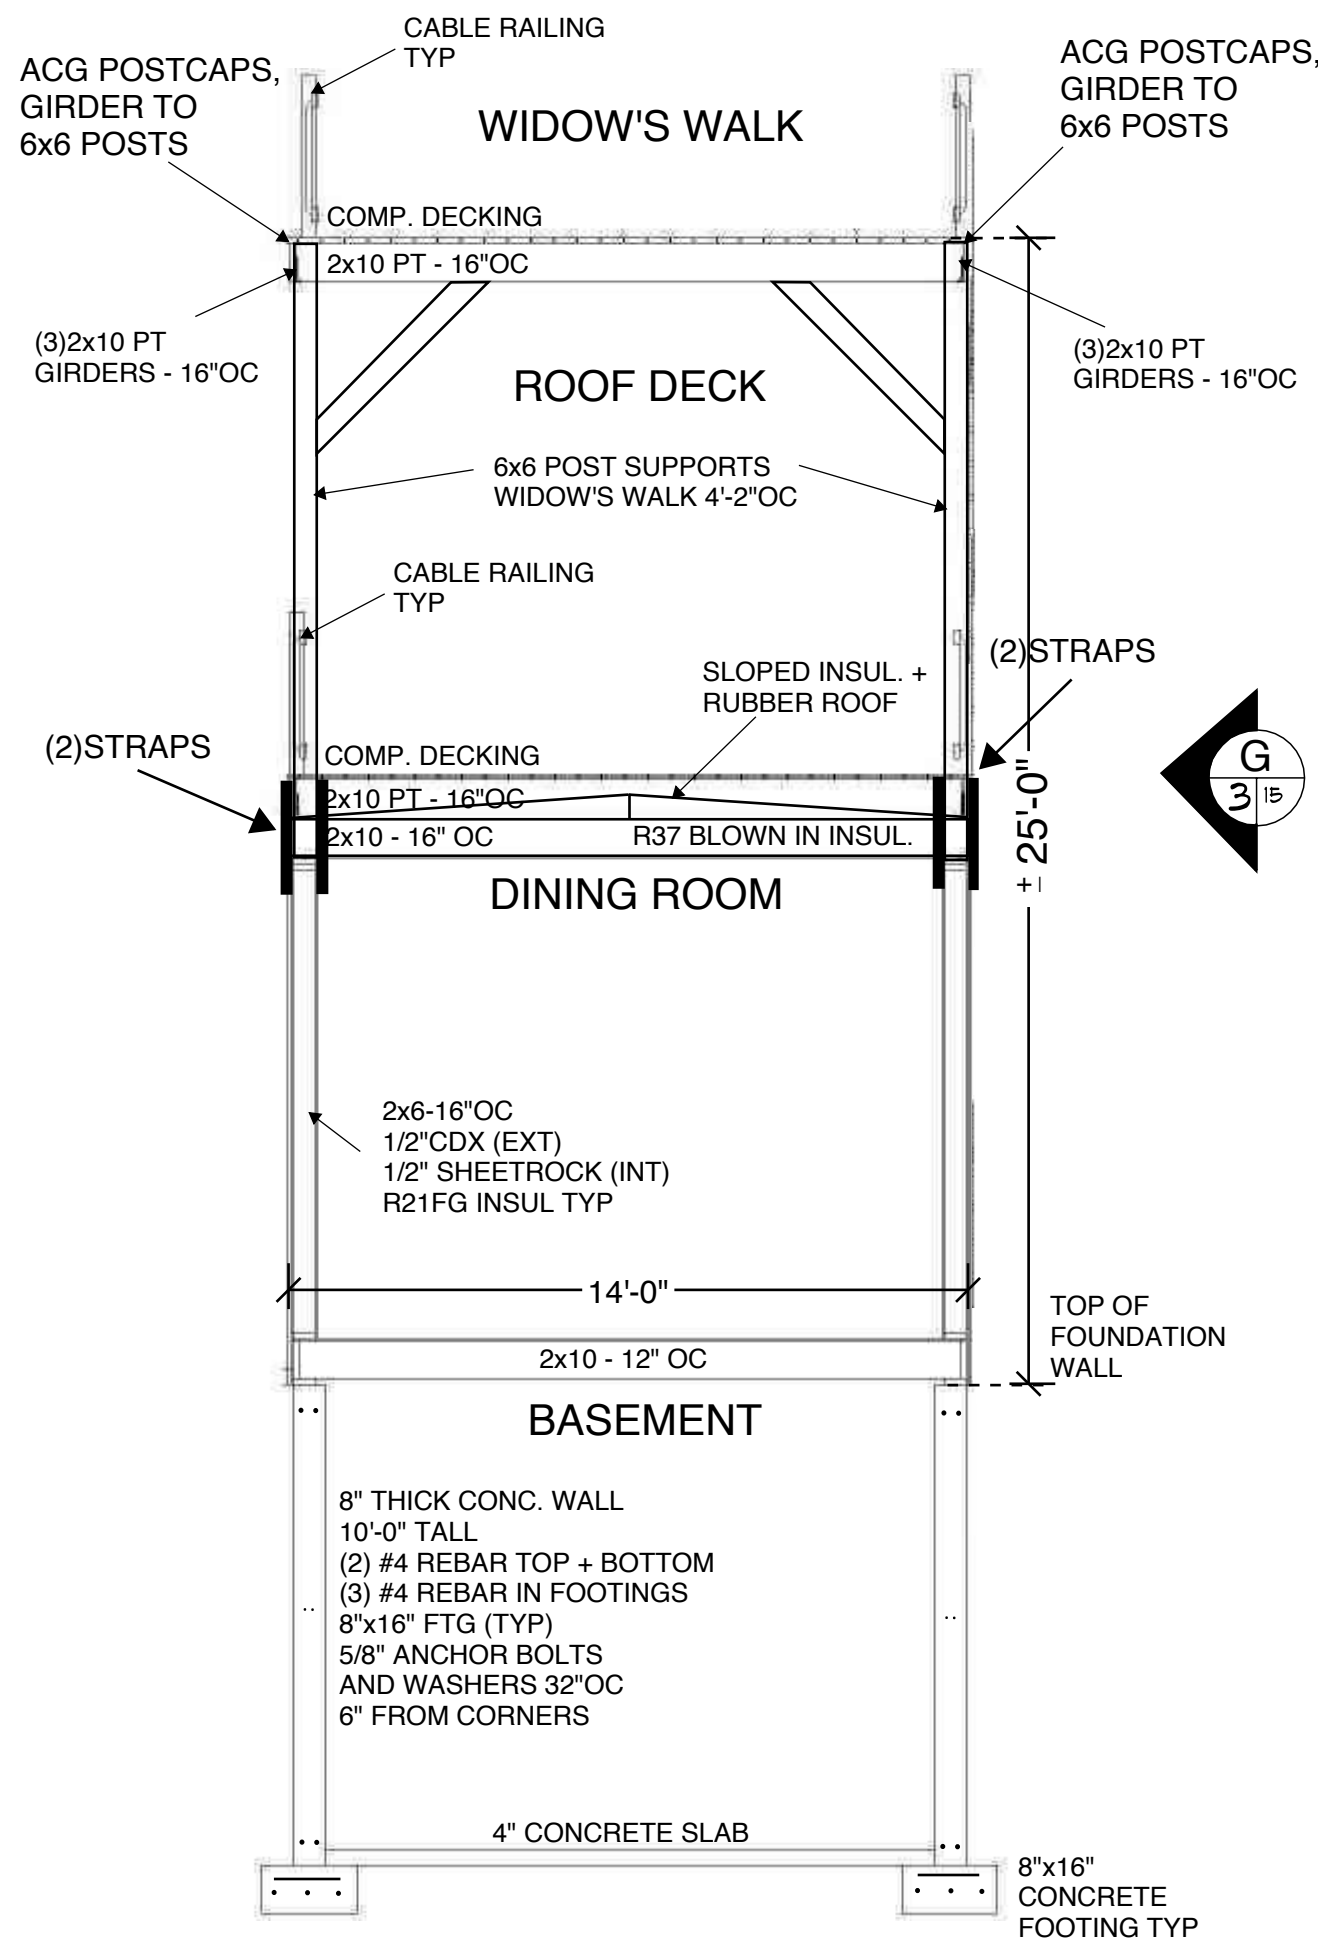 CABLE RAILING
TYP
ACG POSTCAPS,
GIRDER TO
6x6 POSTS
ACG POSTCAPS,
GIRDER TO
6x6 POSTS
WIDOW'S WALK
COMP. DECKING
2x10 PT - 16"OC
(3)2x10 PT
GIRDERS - 16"OC
(3)2x10 PT
GIRDERS - 16"OC
ROOF DECK
6x6 POST SUPPORTS
WIDOW'S WALK 4'-2"OC
CABLE RAILING
TYP
(2)STRAPS
SLOPED INSUL. +
RUBBER ROOF
(2)STRAPS
COMP. DECKING
2x10 PT - 16"OC
2x10 - 16" OC
R37 BLOWN IN INSUL.
± 25'-0"
G
3 15
DINING ROOM
2x6-16"OC
1/2"CDX (EXT)
1/2" SHEETROCK (INT)
R21FG INSUL TYP
14'-0"
TOP OF
FOUNDATION
WALL
2x10 - 12" OC
BASEMENT
8" THICK CONC. WALL
10'-0" TALL
(2) #4 REBAR TOP + BOTTOM
(3) #4 REBAR IN FOOTINGS
8"x16" FTG (TYP)
5/8" ANCHOR BOLTS
AND WASHERS 32"OC
6" FROM CORNERS
4" CONCRETE SLAB
8"x16"
CONCRETE
FOOTING TYP